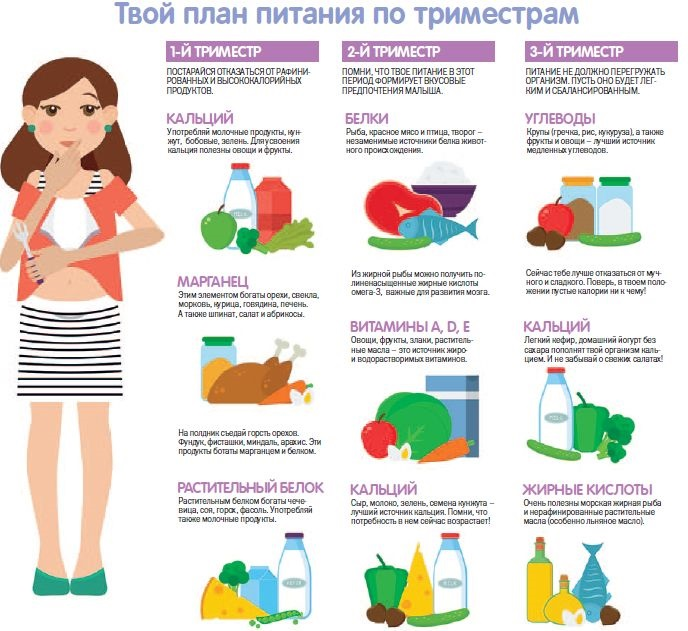 Твой план питания по триместрам
1-Й ТРИМЕСТР
ПОСТАРАЙСЯ ОТКАЗАТЬСЯ ОТ РАФИНИ-
РОВАННЫХ И ВЫСОКОКАЛОРИЙНЫХ
ПРОДУКТОВ.
КАЛЬЦИЙ
Употребляй молочные продукты, кун-
жут, бобовые, зелень. Для усвоения
кальция полезны овощи и фрукты.
MILK
МАРГАНЕЦ
Этим элементом богаты орехи, свекла,
морковь, курица, говядина, печень.
А также шпинат, салат и абрикосы.
На полдник съедай горсть орехов.
Фундук, фисташки, миндаль, арахис. Эти
продукты богаты марганцем и белком.
РАСТИТЕЛЬНЫЙ БЕЛОК
Растительным белком богаты чече-
вица, соя, горох, фасоль. Употребляй
также молочные продукты.
2-Й ТРИМЕСТР
ПОМНИ, ЧТО ТВОЕ ПИТАНИЕ В ЭТОТ
ПЕРИОД ФОРМИРУЕТ ВКУСОВЫЕ
ПРЕДПОЧТЕНИЯ МАЛЫША.
БЕЛКИ
Рыба, красное мясо и птица, творог –
незаменимые источники белка живот-
ного происхождения.
Из жирной рыбы можно получить по-
линенасыщенные жирные кислоты
омега-3, важные для развития мозга.
ВИТАМИНЫ A, D, E
Овощи, фрукты, злаки, раститель-
ные масла – это источник жиро-
и водорастворимых витаминов.
КАЛЬЦИЙ
Сыр, молоко, зелень, семена кунжута –
лучший источник кальция. Помни, что
потребность в нем сейчас возрастает!
MILK
3-Й ТРИМЕСТР
ПИТАНИЕ НЕ ДОЛЖНО ПЕРЕГРУЖАТЬ
ОРГАНИЗМ. ПУСТЬ ОНО БУДЕТ ЛЕГ-
КИМ И СБАЛАНСИРОВАННЫМ.
УГЛЕВОДЫ
Крупы (гречка, рис, кукуруза), а также
фрукты и овощи – лучший источник
медленных углеводов.
Сейчас тебе лучше отказаться от муч-
ного и сладкого. Поверь, в твоем поло-
жении пустые калории ни к чему!
КАЛЬЦИЙ
Легкий кефир, домашний йогурт без
сахара пополнят твой организм каль-
цием. И не забывай о свежих салатах!
MILK
ЖИРНЫЕ КИСЛОТЫ
Очень полезны морская жирная рыба
и нерафинированные растительные
масла (особенно льняное масло).